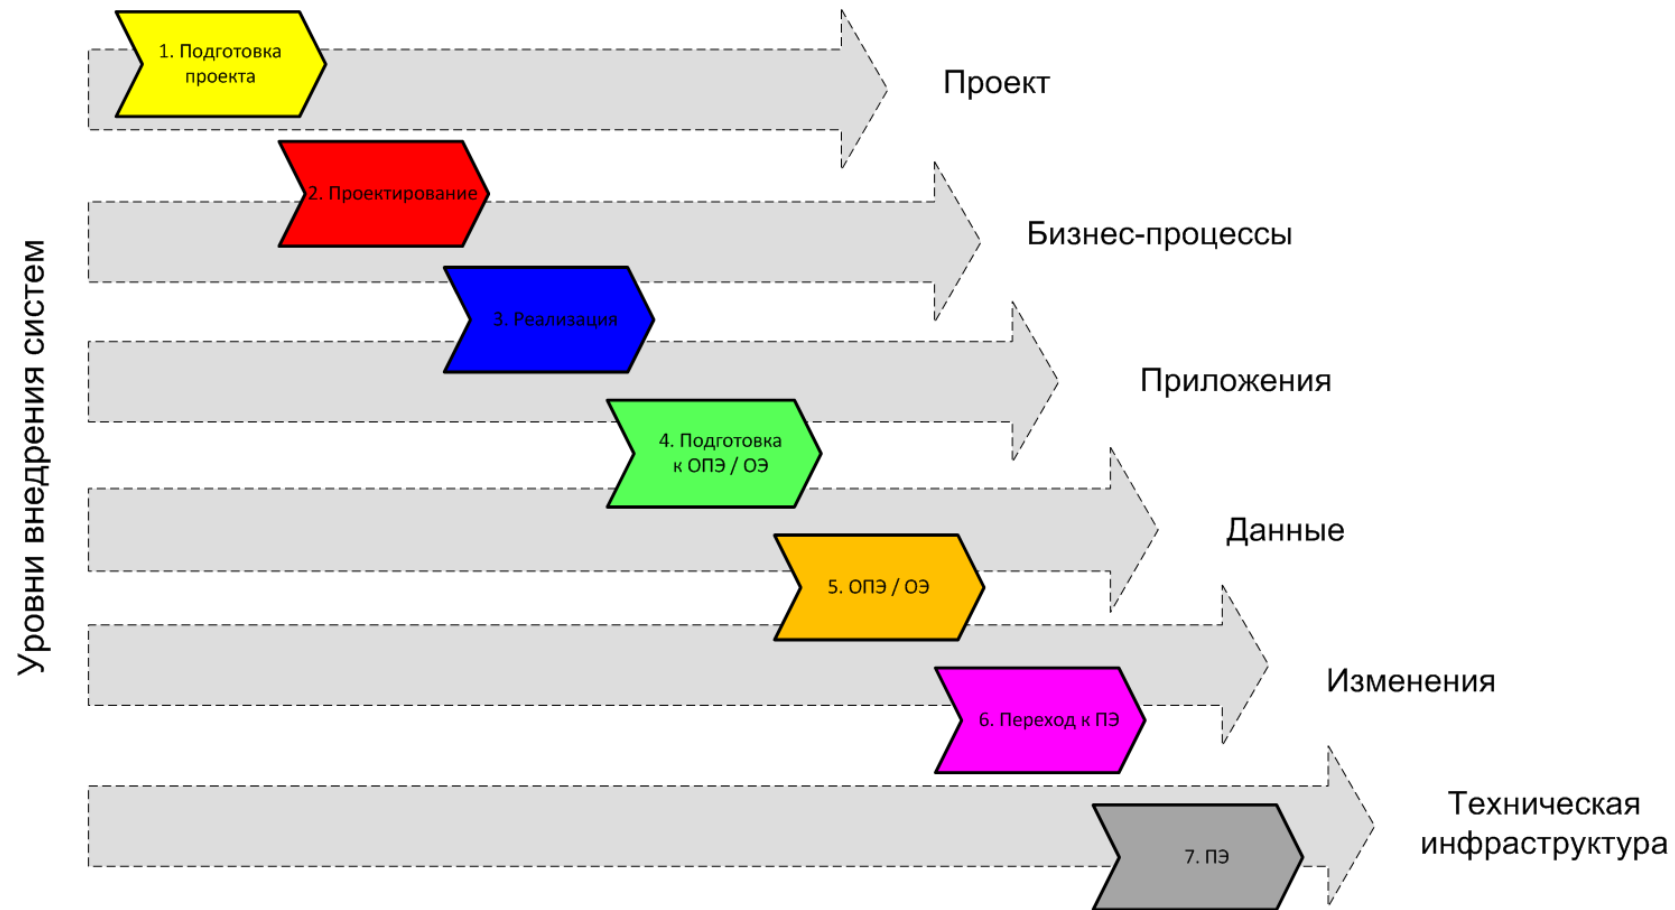 Уровни внедрения систем
1. Подготовка
проекта
Проект
2. Проектирование
Бизнес-процессы
3. Реализация
Приложения
4. Подготовка
к ОПЭ / ОЭ
Данные
5. ОПЭ / ОЭ
Изменения
6. Переход к ПЭ
Техническая
инфраструктура
7. ПЭ